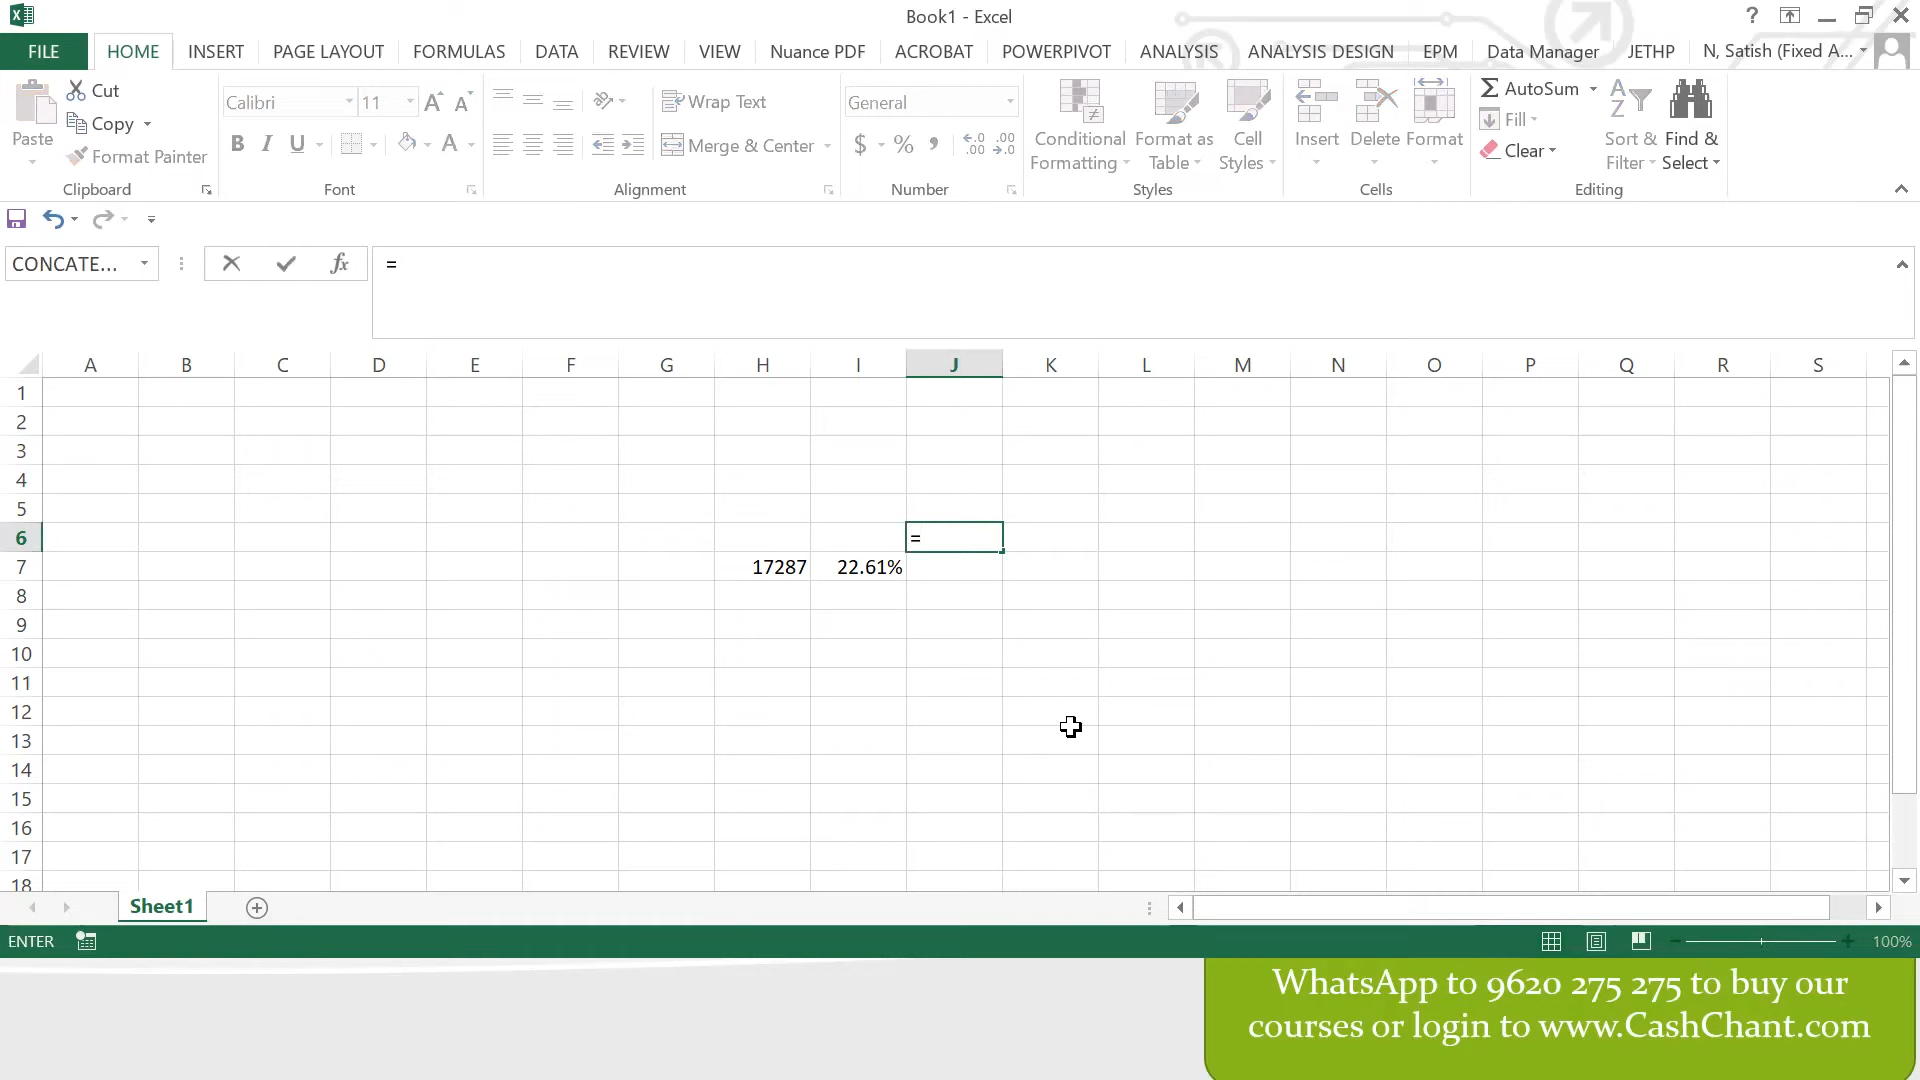 Book1 - Excel
?
FILE HOME INSERT PAGE LAYOUT FORMULAS DATA REVIEW VIEW Nuance PDF ACROBAT POWERPIVOT ANALYSIS ANALYSIS DESIGN EPM Data Manager JETHP N, Satish (Fixed A...
Paste
Cut
Copy
Format Painter
Clipboard
Calibri 11
B I U A
Font
Wrap Text
Merge & Center
Alignment
General
$ % , .00 .00
Number
Conditional Formatting
Format as Table
Cell Styles
Styles
Insert Delete Format
Cells
AutoSum
Fill
Clear
Sort & Filter
Find & Select
Editing
CONCATE... fx =
A B C D E F G H I J K L M N O P Q R S
1
2
3
4
5
6 =
7 17287 22.61%
8
9
10
11
12
13
14
15
16
17
18
Sheet1
ENTER 100%
WhatsApp to 9620 275 275 to buy our
courses or login to www.CashChant.com